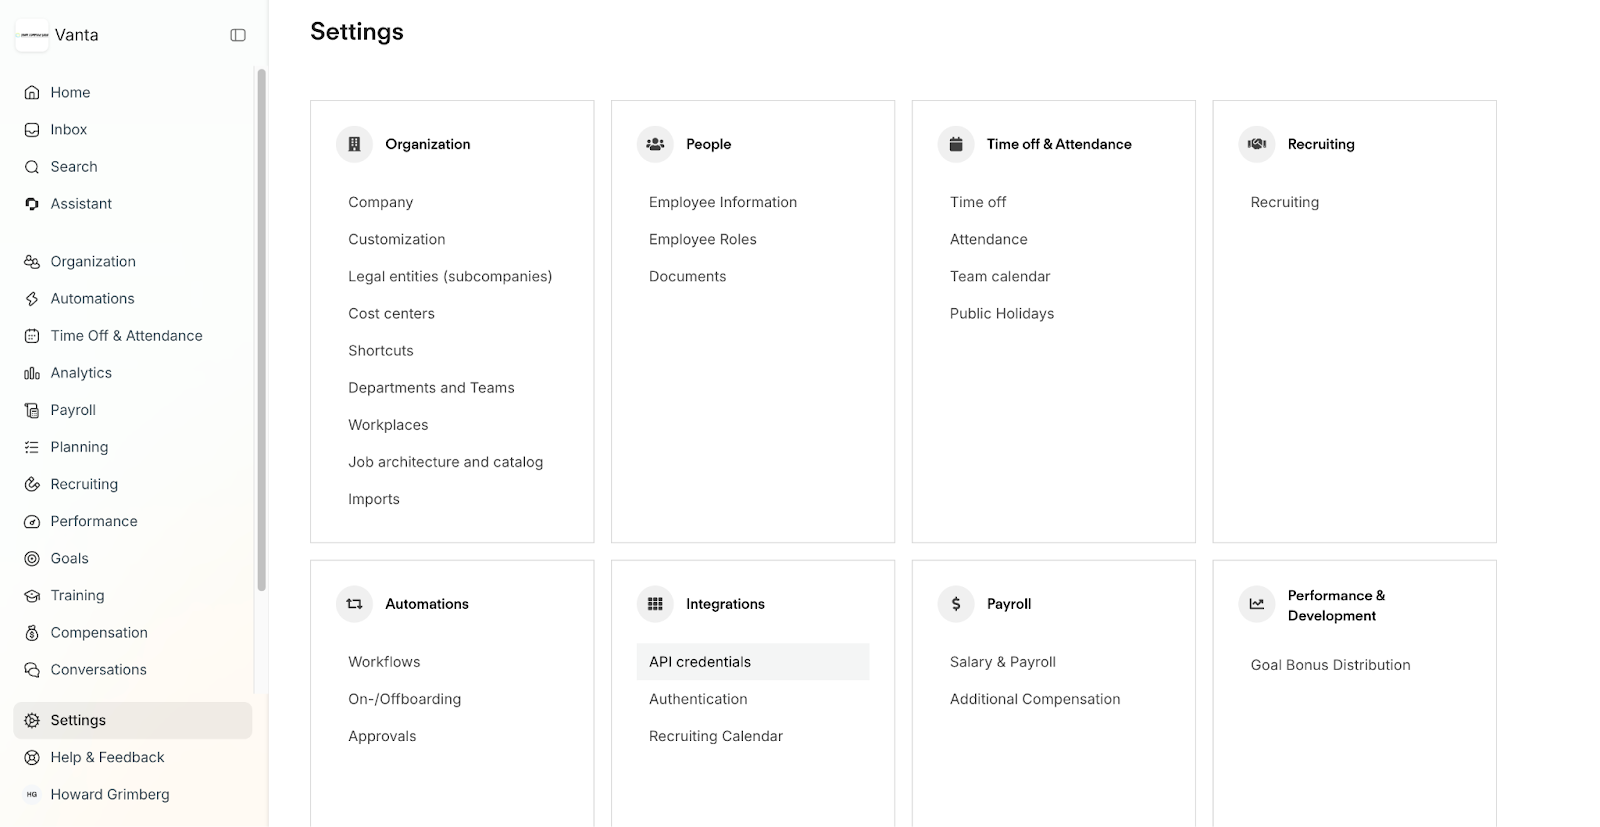 Vanta
Home
Inbox
Search
Assistant
Organization
Automations
Time Off & Attendance
Analytics
Payroll
Planning
Recruiting
Performance
Goals
Training
Compensation
Conversations
Settings
Help & Feedback
HG Howard Grimberg
Settings
Organization
Company
Customization
Legal entities (subcompanies)
Cost centers
Shortcuts
Departments and Teams
Workplaces
Job architecture and catalog
Imports
People
Employee Information
Employee Roles
Documents
Time off & Attendance
Time off
Attendance
Team calendar
Public Holidays
Recruiting
Recruiting
Automations
Workflows
On-/Offboarding
Approvals
Integrations
API credentials
Authentication
Recruiting Calendar
Payroll
Salary & Payroll
Additional Compensation
Performance &
Development
Goal Bonus Distribution